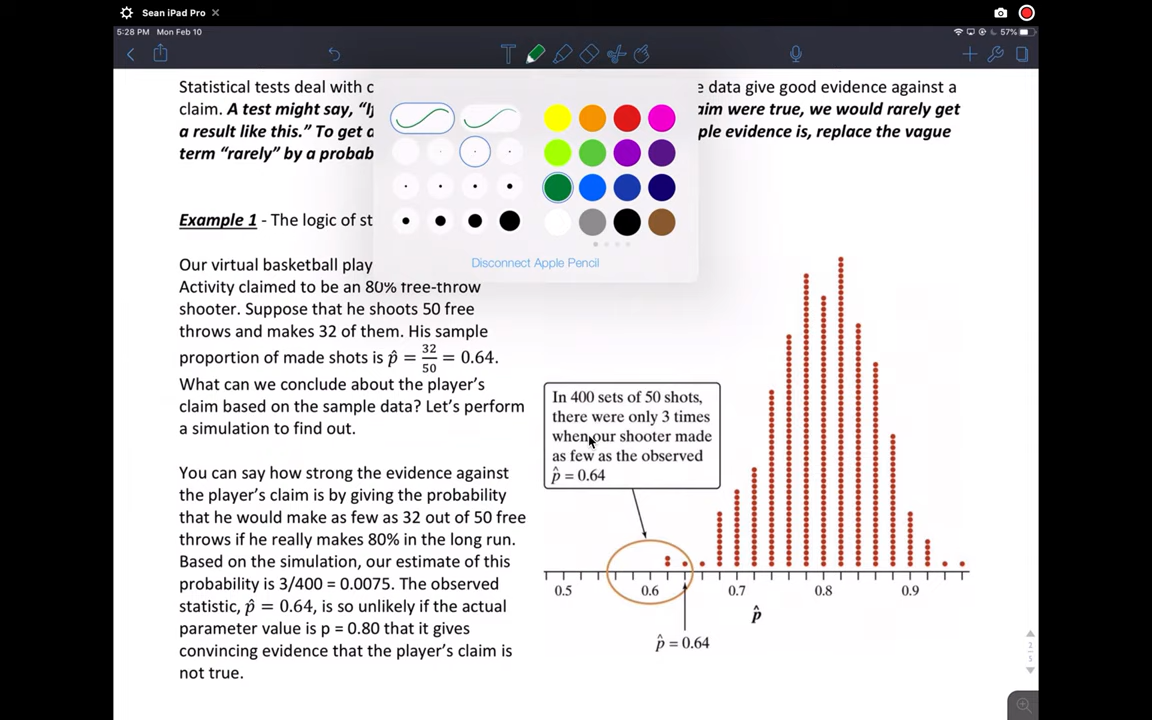 Sean iPad Pro
5:28 PM Mon Feb 10
57%
T
Statistical tests deal with c
e data give good evidence against a
claim. A test might say, “I
aim were true, we would rarely get
a result like this.” To get a
ple evidence is, replace the vague
term “rarely” by a probab
Disconnect Apple Pencil
Example 1 - The logic of st
Our virtual basketball play
Activity claimed to be an 80% free-throw
shooter. Suppose that he shoots 50 free
throws and makes 32 of them. His sample
proportion of made shots is p̂ = 32/50 = 0.64.
What can we conclude about the player’s
claim based on the sample data? Let’s perform
a simulation to find out.
You can say how strong the evidence against
the player’s claim is by giving the probability
that he would make as few as 32 out of 50 free
throws if he really makes 80% in the long run.
Based on the simulation, our estimate of this
probability is 3/400 = 0.0075. The observed
statistic, p̂ = 0.64, is so unlikely if the actual
parameter value is p = 0.80 that it gives
convincing evidence that the player’s claim is
not true.
In 400 sets of 50 shots,
there were only 3 times
when our shooter made
as few as the observed
p̂ = 0.64
0.5 0.6 0.7 0.8 0.9
p̂
p̂ = 0.64
2
5